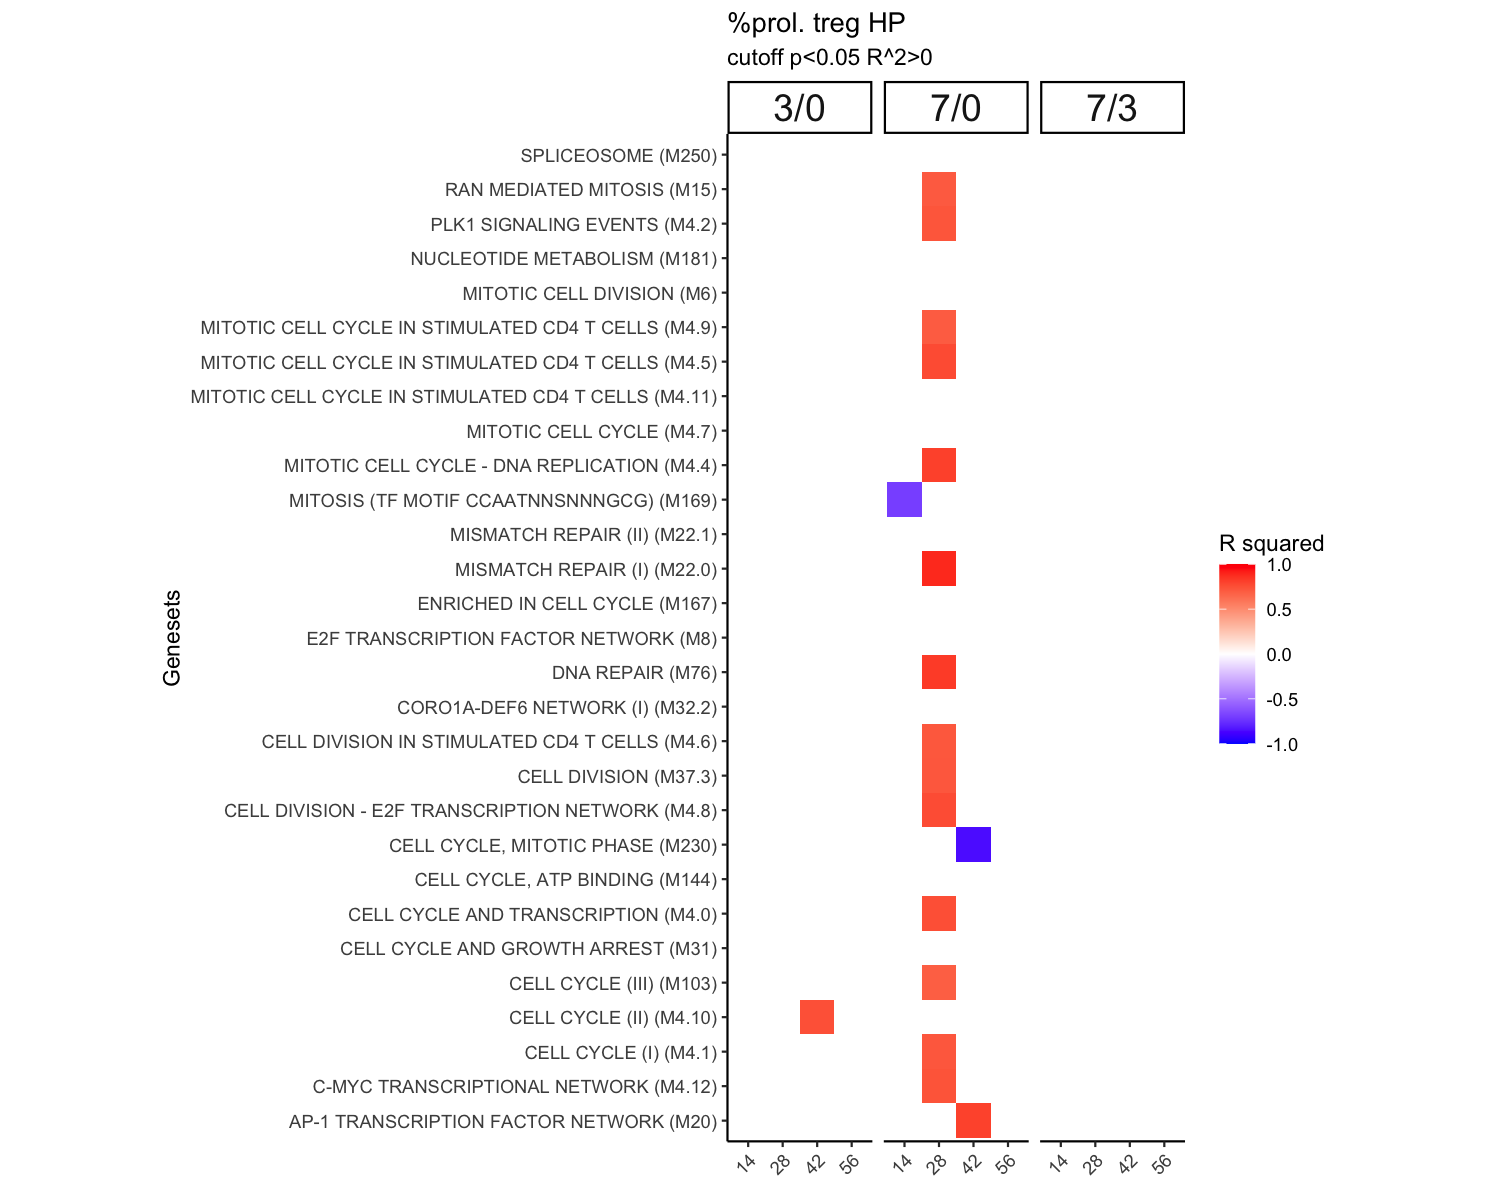 %prol. treg HP
cutoff p<0.05 R^2>0
3/0 7/0 7/3
SPLICEOSOME (M250)
RAN MEDIATED MITOSIS (M15)
PLK1 SIGNALING EVENTS (M4.2)
NUCLEOTIDE METABOLISM (M181)
MITOTIC CELL DIVISION (M6)
MITOTIC CELL CYCLE IN STIMULATED CD4 T CELLS (M4.9)
MITOTIC CELL CYCLE IN STIMULATED CD4 T CELLS (M4.5)
MITOTIC CELL CYCLE IN STIMULATED CD4 T CELLS (M4.11)
MITOTIC CELL CYCLE (M4.7)
MITOTIC CELL CYCLE - DNA REPLICATION (M4.4)
MITOSIS (TF MOTIF CCAATNNSNNNGCG) (M169)
MISMATCH REPAIR (II) (M22.1)
MISMATCH REPAIR (I) (M22.0)
ENRICHED IN CELL CYCLE (M167)
E2F TRANSCRIPTION FACTOR NETWORK (M8)
DNA REPAIR (M76)
CORO1A-DEF6 NETWORK (I) (M32.2)
CELL DIVISION IN STIMULATED CD4 T CELLS (M4.6)
CELL DIVISION (M37.3)
CELL DIVISION - E2F TRANSCRIPTION NETWORK (M4.8)
CELL CYCLE, MITOTIC PHASE (M230)
CELL CYCLE, ATP BINDING (M144)
CELL CYCLE AND TRANSCRIPTION (M4.0)
CELL CYCLE AND GROWTH ARREST (M31)
CELL CYCLE (III) (M103)
CELL CYCLE (II) (M4.10)
CELL CYCLE (I) (M4.1)
C-MYC TRANSCRIPTIONAL NETWORK (M4.12)
AP-1 TRANSCRIPTION FACTOR NETWORK (M20)
Genesets
14 28 42 56 14 28 42 56 14 28 42 56
R squared
1.0
0.5
0.0
-0.5
-1.0